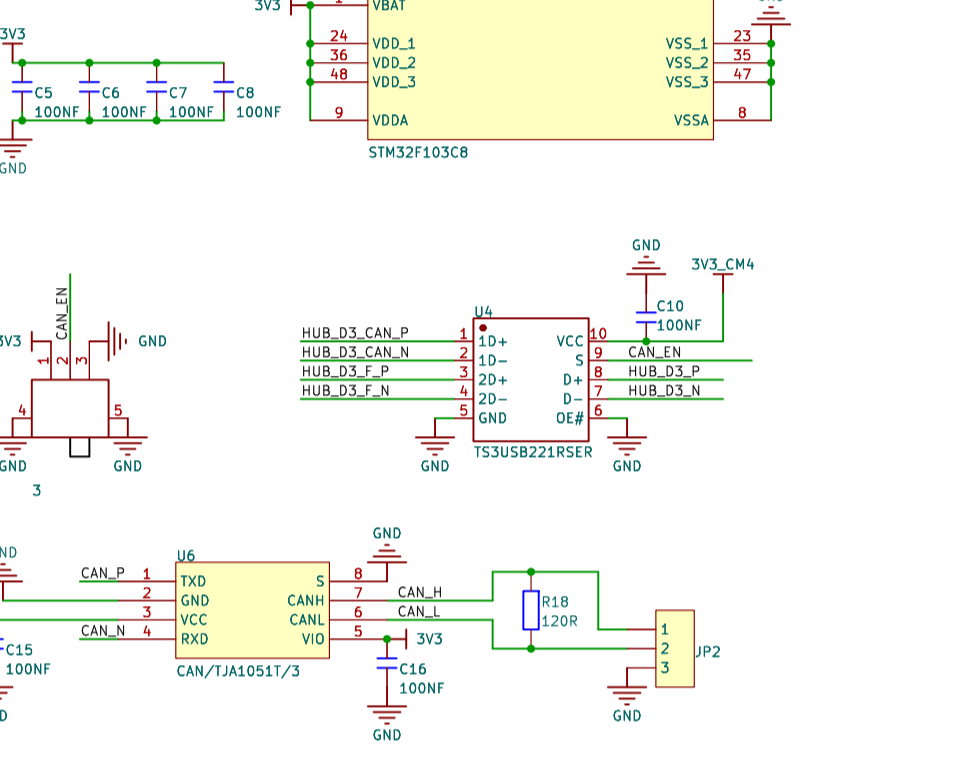 3V3
1
VBAT
3V3
24
VDD_1
VSS_1
23
36
VDD_2
VSS_2
35
48
VDD_3
VSS_3
47
C5
100NF
C6
100NF
C7
100NF
C8
100NF
9
VDDA
VSSA
8
STM32F103C8
GND
GND
3V3_CM4
CAN_EN
C10
100NF
U4
3V3
1
2
3
GND
HUB_D3_CAN_P
1
1D+
VCC
10
HUB_D3_CAN_N
2
1D-
S
9
CAN_EN
HUB_D3_F_P
3
2D+
D+
8
HUB_D3_P
HUB_D3_F_N
4
2D-
D-
7
HUB_D3_N
4
5
5
GND
OE#
6
TS3USB221RSER
GND
GND
GND
GND
3
GND
ND
U6
CAN_P
1
TXD
S
8
2
GND
CANH
7
CAN_H
3
VCC
CANL
6
CAN_L
CAN_N
4
RXD
VIO
5
3V3
R18
120R
1
2
3
JP2
C15
100NF
CAN/TJA1051T/3
C16
100NF
D
GND
GND